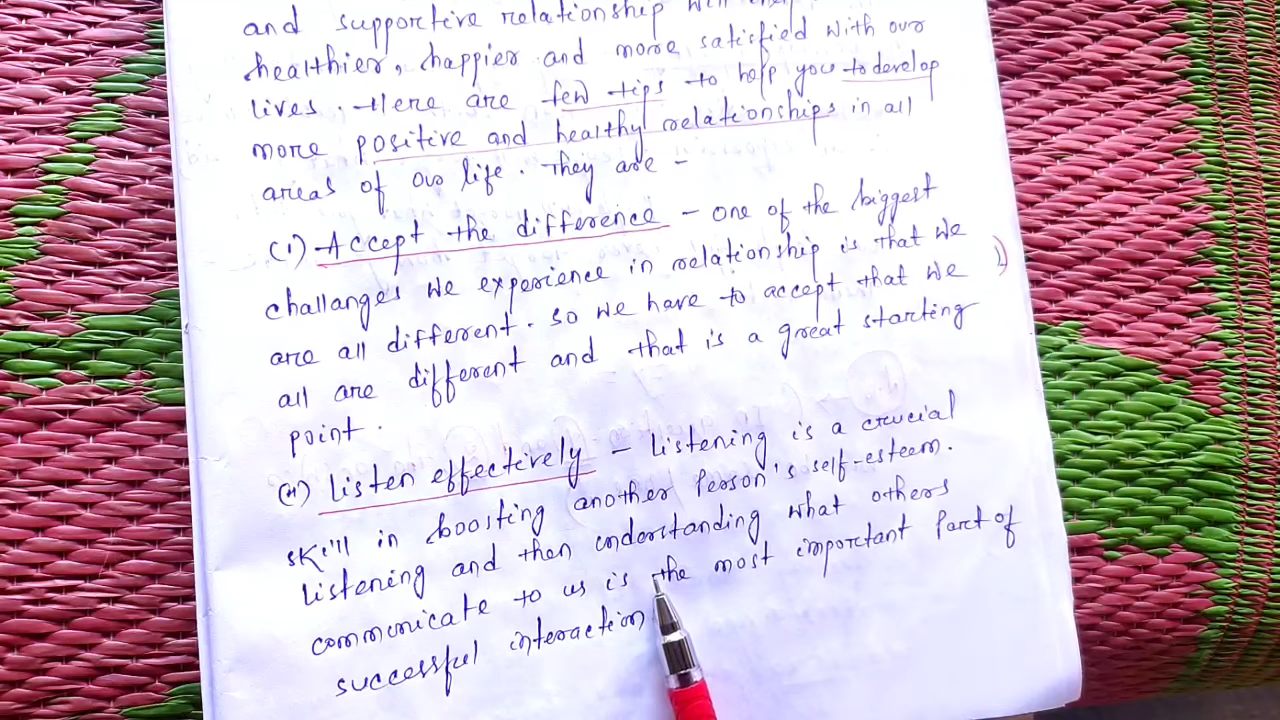 and supportive relationship will
healthier, happier and more satisfied with our
lives. Here are few tips to help you to develop
more positive and healthy relationships in all
areas of our life. They are -
(i) Accept the difference - one of the biggest
challanges we experience in relationship is that we
are all different. so we have to accept that we
all are different and that is a great starting
point.
(ii) Listen effectively - Listening is a crucial
skill in boosting another Person's self-esteem.
listening and then understanding what others
communicate to us is the most important part of
successful interaction